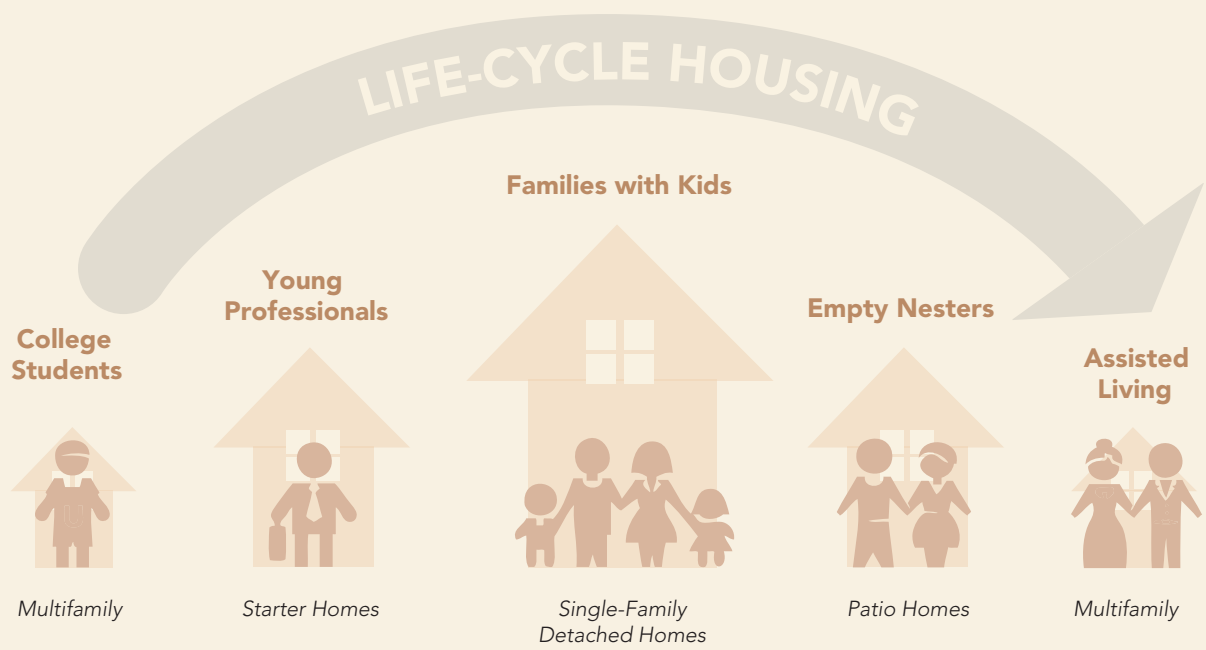 LIFE-CYCLE HOUSING
Families with Kids
Young
Professionals
Empty Nesters
College
Students
Assisted
Living
U
Multifamily
Starter Homes
Single-Family
Detached Homes
Patio Homes
Multifamily